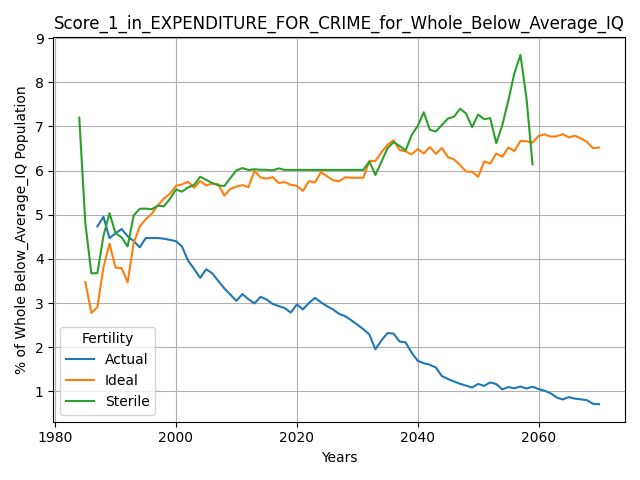 Score_1_in_EXPENDITURE_FOR_CRIME_for_Whole_Below_Average_IQ
% of Whole Below_Average_IQ Population
9
8
7
6
5
4
3
2
1
Fertility
Actual
Ideal
Sterile
1980 2000 2020 2040 2060
Years